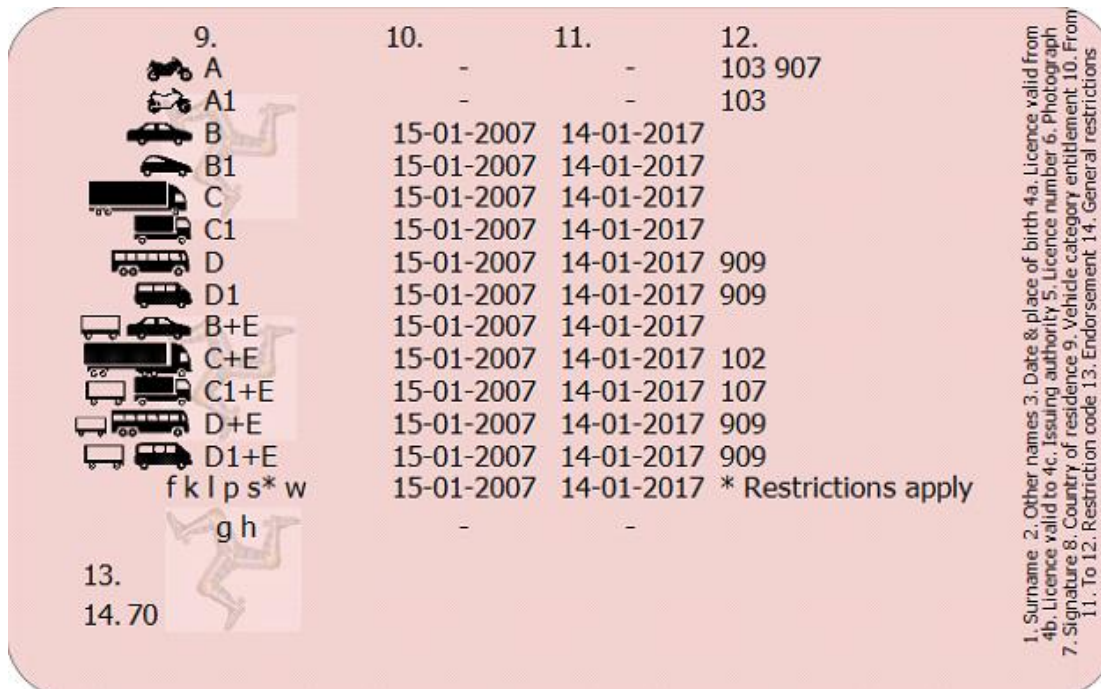 9. 10. 11. 12.
A - - 103 907
A1 - - 103
B 15-01-2007 14-01-2017
B1 15-01-2007 14-01-2017
C 15-01-2007 14-01-2017
C1 15-01-2007 14-01-2017
D 15-01-2007 14-01-2017 909
D1 15-01-2007 14-01-2017 909
B+E 15-01-2007 14-01-2017
C+E 15-01-2007 14-01-2017 102
C1+E 15-01-2007 14-01-2017 107
D+E 15-01-2007 14-01-2017 909
D1+E 15-01-2007 14-01-2017 909
f k l p s* w 15-01-2007 14-01-2017 * Restrictions apply
g h - -
13.
14. 70
1. Surname 2. Other names 3. Date & place of birth 4a. Licence valid from
4b. Licence valid to 4c. Issuing authority 5. Licence number 6. Photograph
7. Signature 8. Country of residence 9. Vehicle category entitlement 10. From
11. To 12. Restriction code 13. Endorsement 14. General restrictions